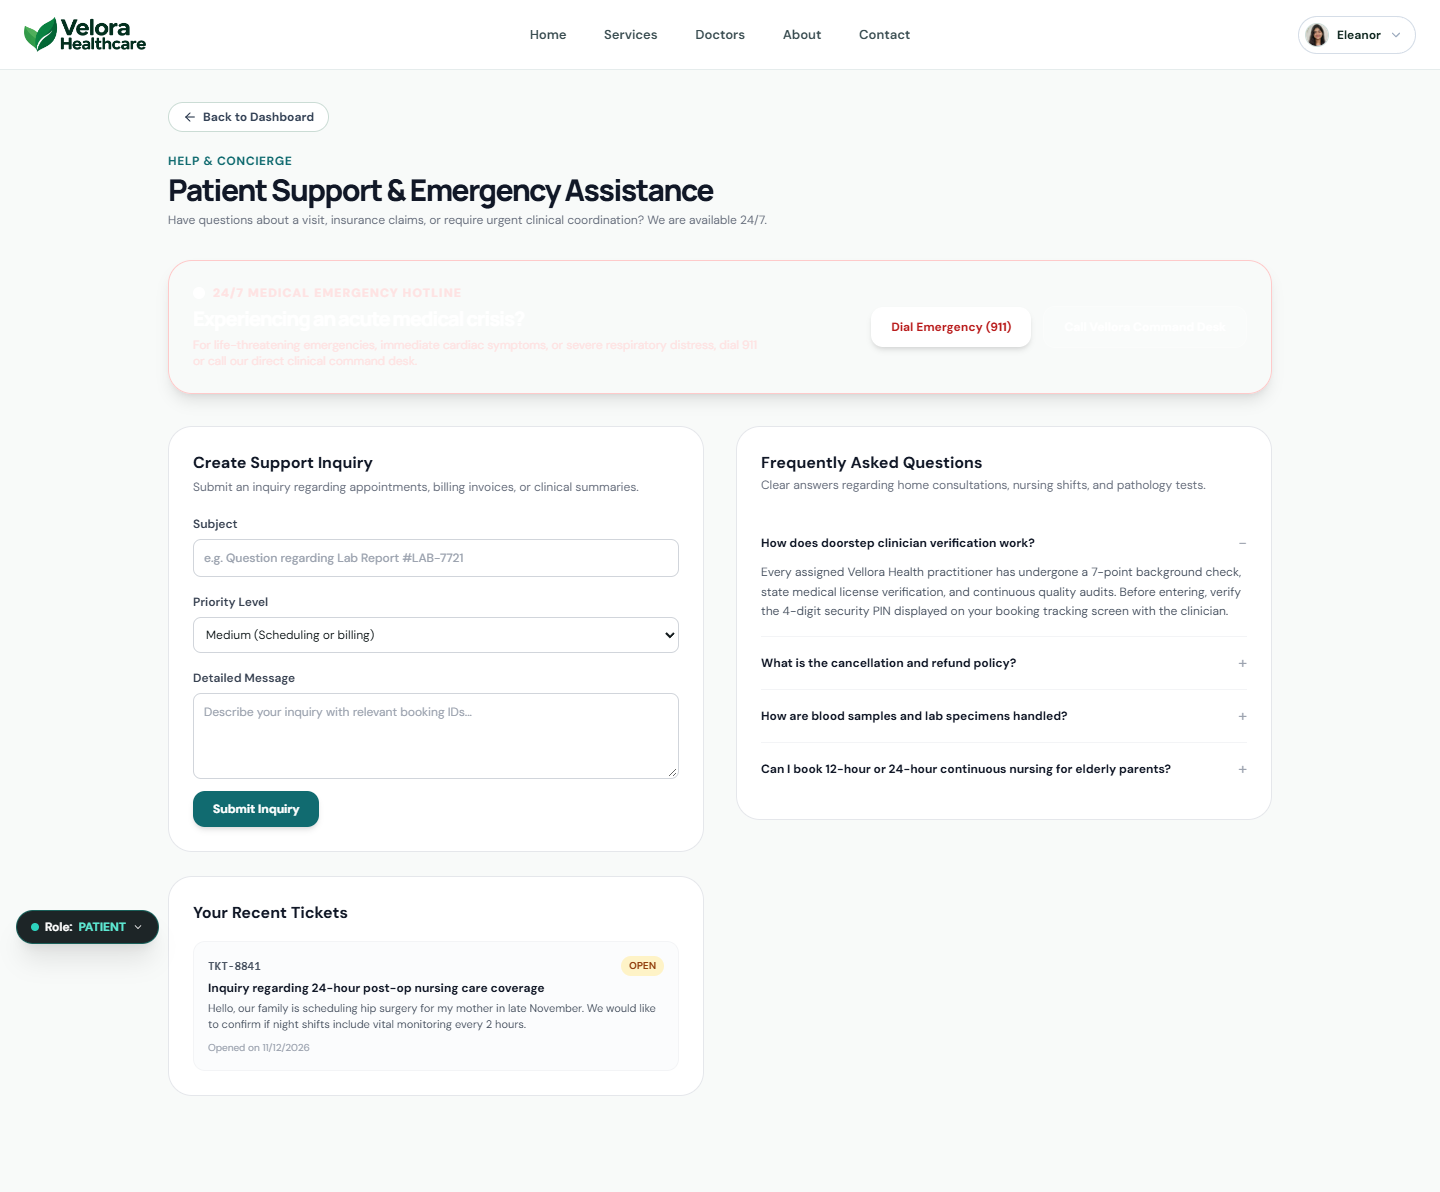 Velora
Healthcare
Home
Services
Doctors
About
Contact
Eleanor
Back to Dashboard
HELP & CONCIERGE
Patient Support & Emergency Assistance
Have questions about a visit, insurance claims, or require urgent clinical coordination? We are available 24/7.
24/7 MEDICAL EMERGENCY HOTLINE
Experiencing an acute medical crisis?
For life-threatening emergencies, immediate cardiac symptoms, or severe respiratory distress, dial 911
or call our direct clinical command desk.
Dial Emergency (911)
Call Vellora Command Desk
Create Support Inquiry
Submit an inquiry regarding appointments, billing invoices, or clinical summaries.
Subject
e.g. Question regarding Lab Report #LAB-7721
Priority Level
Medium (Scheduling or billing)
Detailed Message
Describe your inquiry with relevant booking IDs...
Submit Inquiry
Frequently Asked Questions
Clear answers regarding home consultations, nursing shifts, and pathology tests.
How does doorstep clinician verification work? −
Every assigned Vellora Health practitioner has undergone a 7-point background check,
state medical license verification, and continuous quality audits. Before entering, verify
the 4-digit security PIN displayed on your booking tracking screen with the clinician.
What is the cancellation and refund policy? +
How are blood samples and lab specimens handled? +
Can I book 12-hour or 24-hour continuous nursing for elderly parents? +
Your Recent Tickets
TKT-8841
OPEN
Inquiry regarding 24-hour post-op nursing care coverage
Hello, our family is scheduling hip surgery for my mother in late November. We would like
to confirm if night shifts include vital monitoring every 2 hours.
Opened on 11/12/2026
Role: PATIENT